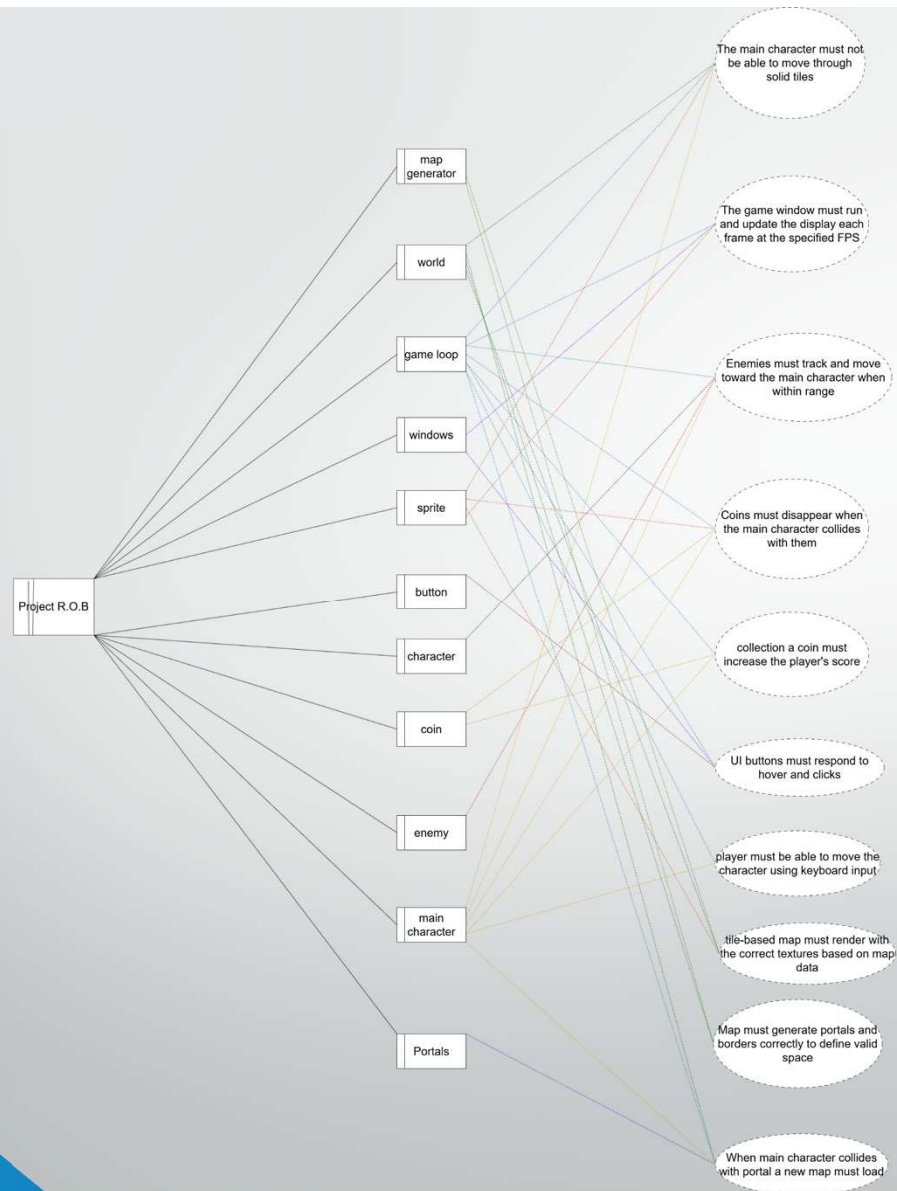 Project R.O.B
map
generator
world
game loop
windows
sprite
button
character
coin
enemy
main
character
Portals
The main character must not
be able to move through
solid tiles
The game window must run
and update the display each
frame at the specified FPS
Enemies must track and move
toward the main character when
within range
Coins must disappear when
the main character collides
with them
collection a coin must
increase the player's score
UI buttons must respond to
hover and clicks
player must be able to move the
character using keyboard input
tile-based map must render with
the correct textures based on map
data
Map must generate portals and
borders correctly to define valid
space
When main character collides
with portal a new map must load